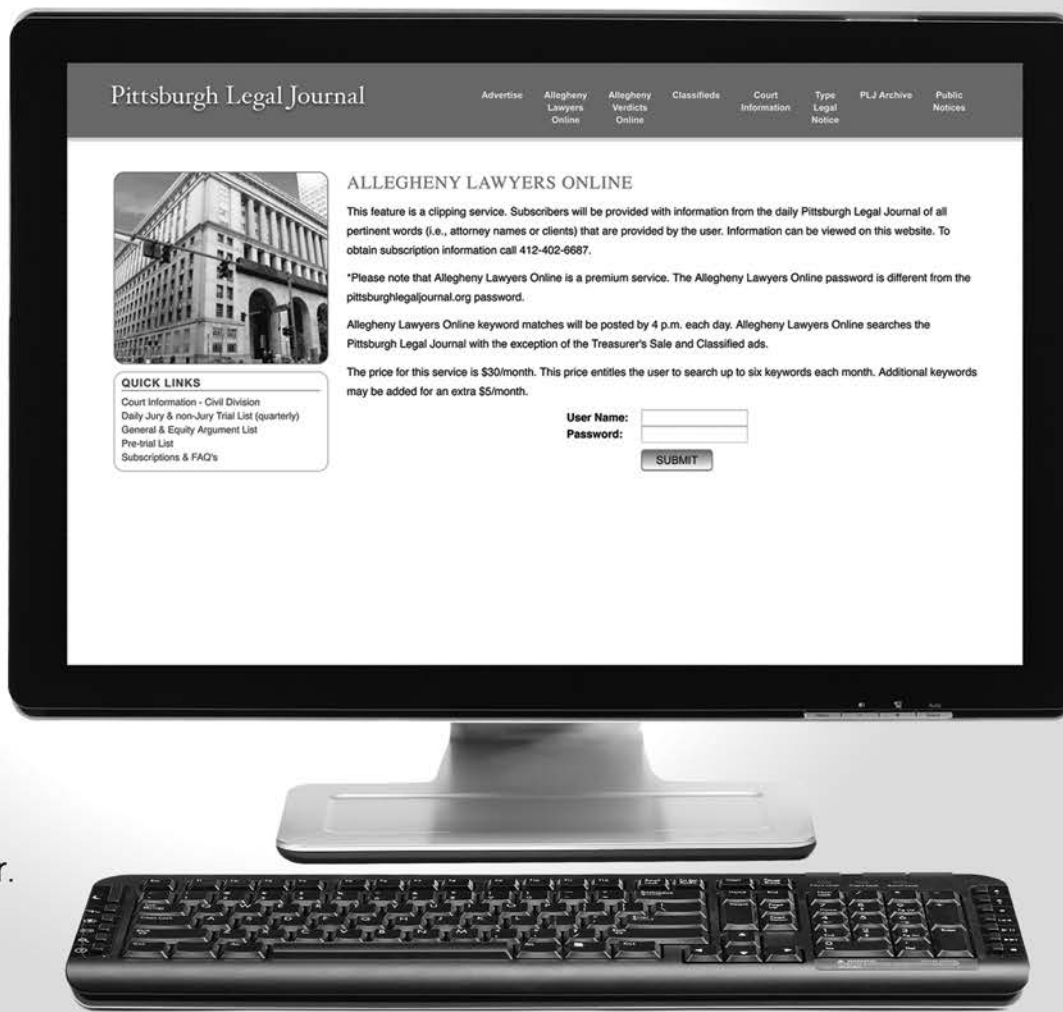 Pittsburgh Legal Journal
Advertise
Allegheny
Lawyers
Online
Allegheny
Verdicts
Online
Classifieds
Court
Information
Type
Legal
Notice
PLJ Archive
Public
Notices
ALLEGHENY LAWYERS ONLINE
This feature is a clipping service. Subscribers will be provided with information from the daily Pittsburgh Legal Journal of all
pertinent words (i.e., attorney names or clients) that are provided by the user. Information can be viewed on this website. To
obtain subscription information call 412-402-6687.
*Please note that Allegheny Lawyers Online is a premium service. The Allegheny Lawyers Online password is different from the
pittsburghlegaljournal.org password.
Allegheny Lawyers Online keyword matches will be posted by 4 p.m. each day. Allegheny Lawyers Online searches the
Pittsburgh Legal Journal with the exception of the Treasurer's Sale and Classified ads.
The price for this service is $30/month. This price entitles the user to search up to six keywords each month. Additional keywords
may be added for an extra $5/month.
User Name:
Password:
SUBMIT
QUICK LINKS
Court Information - Civil Division
Daily Jury & non-Jury Trial List (quarterly)
General & Equity Argument List
Pre-trial List
Subscriptions & FAQ's
r.